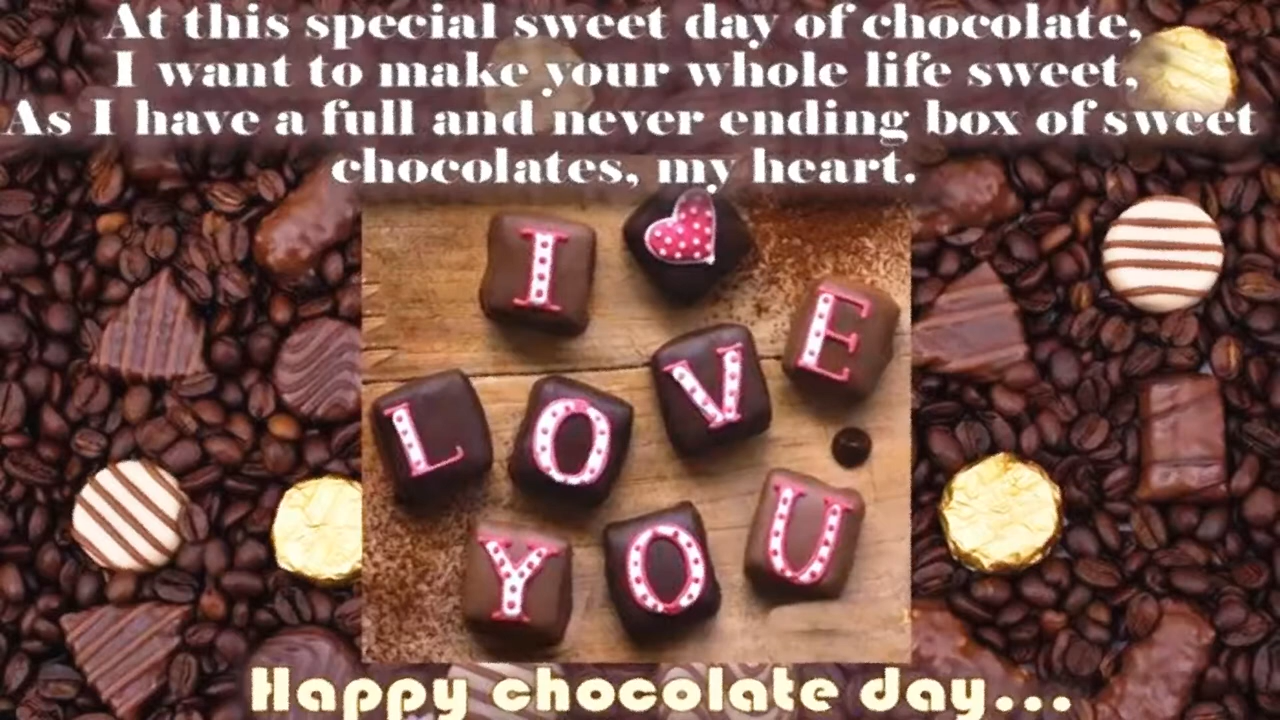 At this special sweet day of chocolate,
I want to make your whole life sweet,
As I have a full and never ending box of sweet
chocolates, my heart.
I
LOVE
YOU
Happy chocolate day...